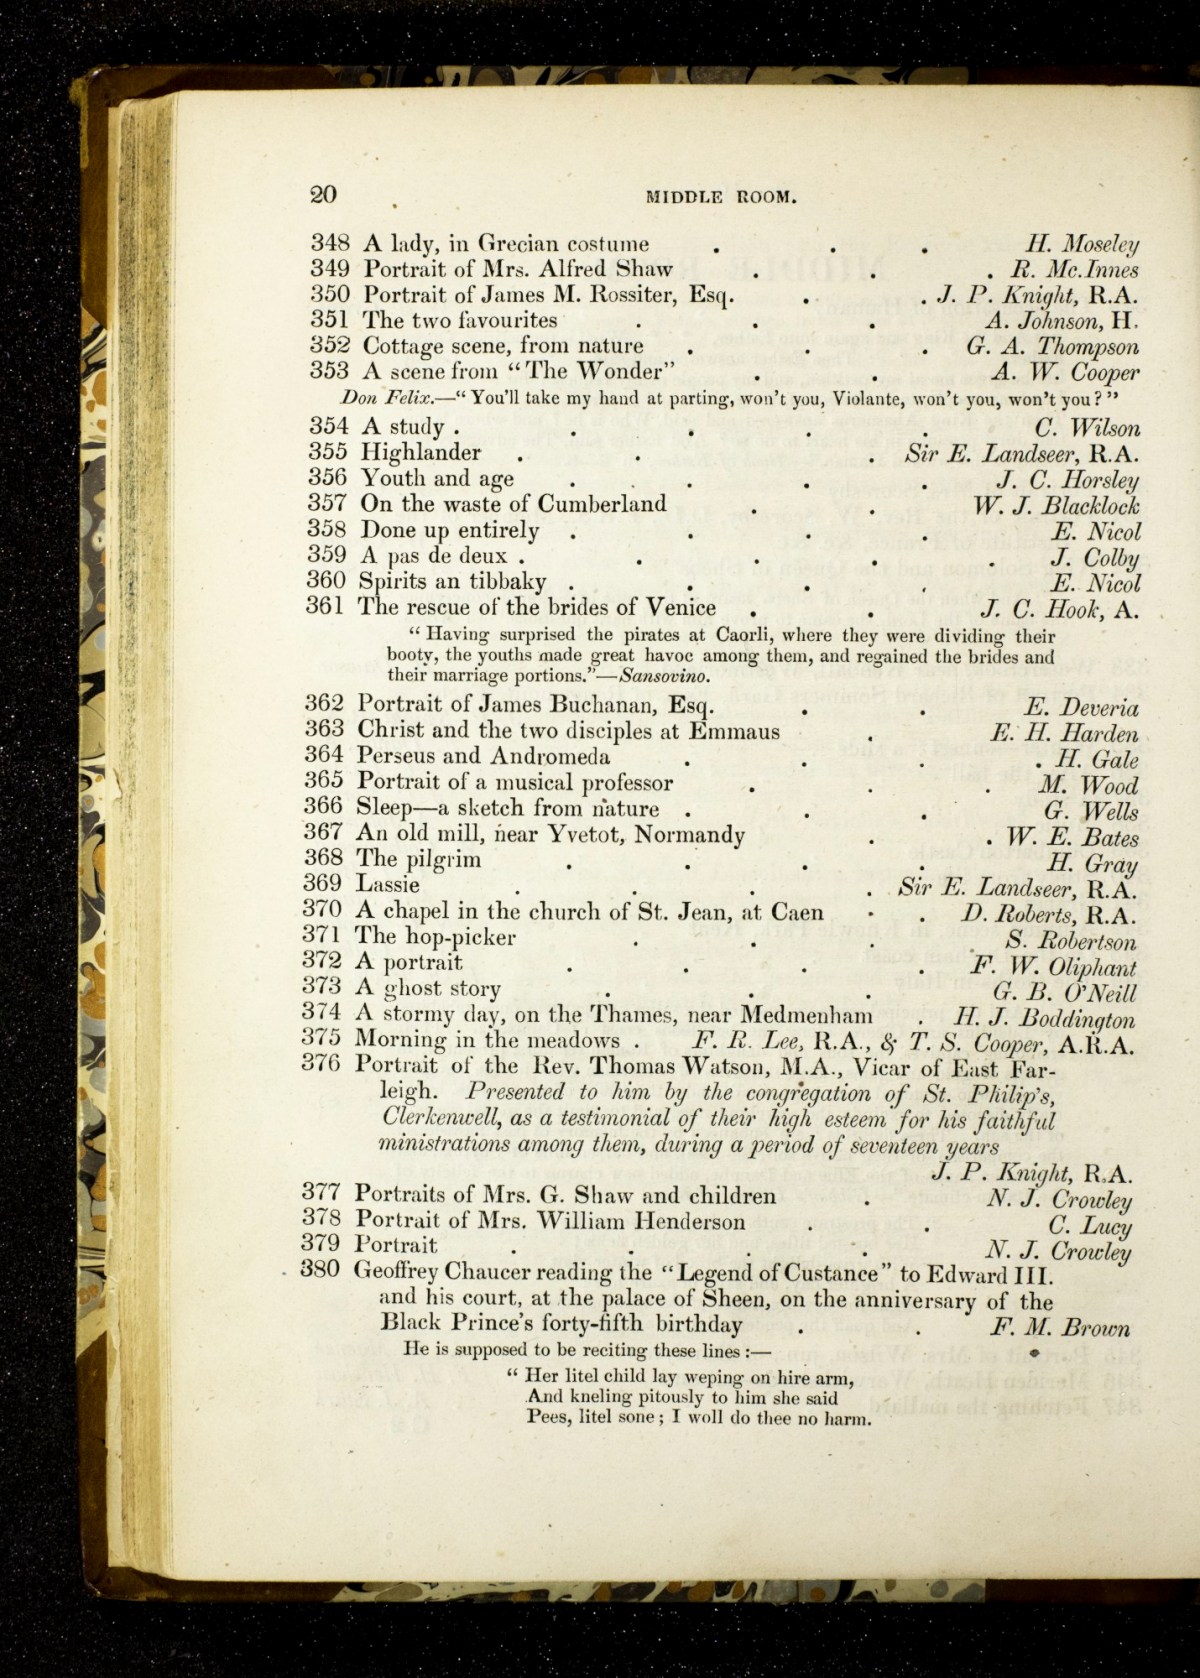 20 MIDDLE ROOM.
348 A lady, in Grecian costume . . . H. Moseley
349 Portrait of Mrs. Alfred Shaw . . . R. Mc.Innes
350 Portrait of James M. Rossiter, Esq. . . J. P. Knight, R.A.
351 The two favourites . . . A. Johnson, H.
352 Cottage scene, from nature . . . G. A. Thompson
353 A scene from “The Wonder” . . A. W. Cooper
Don Felix.—“You'll take my hand at parting, won't you, Violante, won't you, won't you?”
354 A study . . . . . C. Wilson
355 Highlander . . . . Sir E. Landseer, R.A.
356 Youth and age . . . . J. C. Horsley
357 On the waste of Cumberland . . W. J. Blacklock
358 Done up entirely . . . . E. Nicol
359 A pas de deux . . . . . J. Colby
360 Spirits an tibbaky . . . . E. Nicol
361 The rescue of the brides of Venice . . J. C. Hook, A.
“Having surprised the pirates at Caorli, where they were dividing their
booty, the youths made great havoc among them, and regained the brides and
their marriage portions.”—Sansovino.
362 Portrait of James Buchanan, Esq. . . E. Deveria
363 Christ and the two disciples at Emmaus . E. H. Harden
364 Perseus and Andromeda . . . . H. Gale
365 Portrait of a musical professor . . . M. Wood
366 Sleep—a sketch from nature . . . G. Wells
367 An old mill, near Yvetot, Normandy . . W. E. Bates
368 The pilgrim . . . . H. Gray
369 Lassie . . . . Sir E. Landseer, R.A.
370 A chapel in the church of St. Jean, at Caen . . D. Roberts, R.A.
371 The hop-picker . . . S. Robertson
372 A portrait . . . . F. W. Oliphant
373 A ghost story . . . G. B. O'Neill
374 A stormy day, on the Thames, near Medmenham . H. J. Boddington
375 Morning in the meadows . F. R. Lee, R.A., & T. S. Cooper, A.R.A.
376 Portrait of the Rev. Thomas Watson, M.A., Vicar of East Far-
leigh. Presented to him by the congregation of St. Philip's,
Clerkenwell, as a testimonial of their high esteem for his faithful
ministrations among them, during a period of seventeen years
J. P. Knight, R.A.
377 Portraits of Mrs. G. Shaw and children . N. J. Crowley
378 Portrait of Mrs. William Henderson . . C. Lucy
379 Portrait . . . . N. J. Crowley
380 Geoffrey Chaucer reading the “Legend of Custance” to Edward III.
and his court, at the palace of Sheen, on the anniversary of the
Black Prince's forty-fifth birthday . . F. M. Brown
He is supposed to be reciting these lines:—
“Her litel child lay weping on hire arm,
And kneling pitously to him she said
Pees, litel sone; I woll do thee no harm.